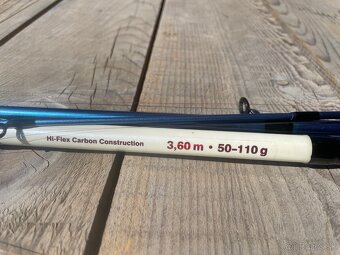 Hi-Flex Carbon Construction 3,60 m • 50–110 g